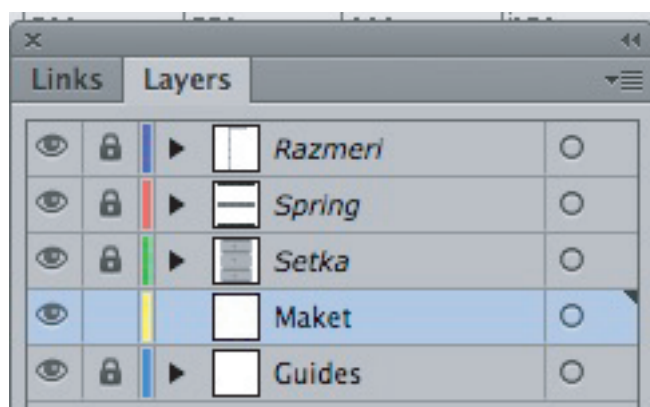 Links Layers
Razmeri
Spring
Setka
Maket
Guides